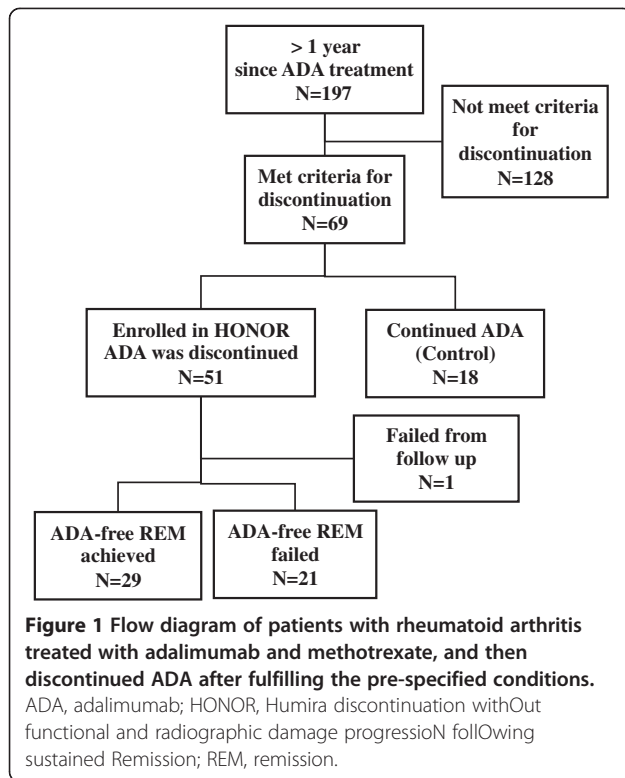 > 1 year
since ADA treatment
N=197
Not meet criteria
for
discontinuation
N=128
Met criteria for
discontinuation
N=69
Enrolled in HONOR
ADA was discontinued
N=51
Continued ADA
(Control)
N=18
Failed from
follow up
N=1
ADA-free REM
achieved
N=29
ADA-free REM
failed
N=21
Figure 1 Flow diagram of patients with rheumatoid arthritis
treated with adalimumab and methotrexate, and then
discontinued ADA after fulfilling the pre-specified conditions.
ADA, adalimumab; HONOR, Humira discontinuation withOut
functional and radiographic damage progressioN follOwing
sustained Remission; REM, remission.